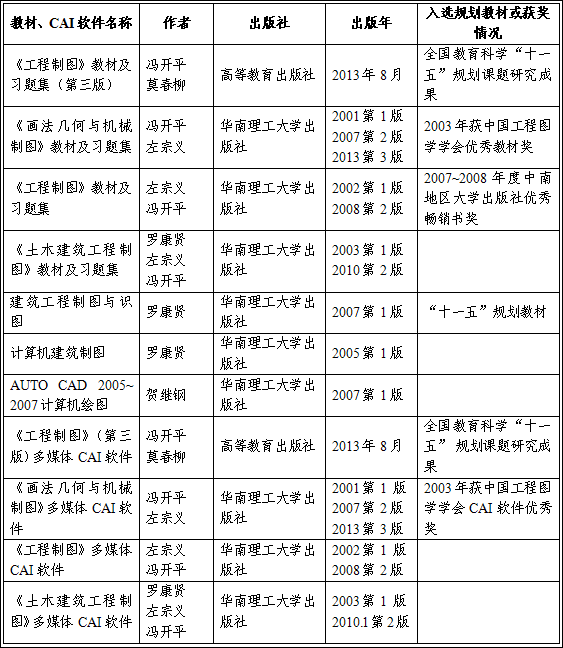 教材、CAI 软件名称
作者
出版社
出版年
入选规划教材或获奖
情况
《工程制图》教材及
习题集（第三版）
冯开平
莫春柳
高等教育出版社
2013 年 8 月
全国教育科学“十一
五”规划课题研究成
果
《画法几何与机械
制图》教材及习题集
冯开平
左宗义
华南理工大学出
版社
2001 第 1 版
2007 第 2 版
2013 第 3 版
2003 年获中国工程图
学学会优秀教材奖
《工程制图》教材及
习题集
左宗义
冯开平
华南理工大学出
版社
2002 第 1 版
2008 第 2 版
2007~2008 年度中南
地区大学出版社优秀
畅销书奖
《土木建筑工程制
图》教材及习题集
罗康贤
左宗义
冯开平
华南理工大学出
版社
2003 第 1 版
2010 第 2 版
建筑工程制图与识
图
罗康贤
华南理工大学出
版社
2007 第 1 版
“十一五”规划教材
计算机建筑制图
罗康贤
华南理工大学出
版社
2005 第 1 版
AUTO CAD 2005~
2007 计算机绘图
贺继钢
华南理工大学出
版社
2007 第 1 版
《工程制图》(第三
版)多媒体 CAI 软件
冯开平
莫春柳
高等教育出版社
2013 年 8 月
全国教育科学“十一
五” 规划课题研究成
果
《画法几何与机械
制图》多媒体 CAI 软
件
冯开平
左宗义
华南理工大学出
版社
2001 第 1 版
2007 第 2 版
2013 第 3 版
2003 年获中国工程图
学学会 CAI 软件优秀
奖
《工程制图》多媒体
CAI 软件
左宗义
冯开平
华南理工大学出
版社
2002 第 1 版
2008 第 2 版
《土木建筑工程制
图》多媒体 CAI 软件
罗康贤
左宗义
冯开平
华南理工大学出
版社
2003 第 1 版
2010.1 第 2 版